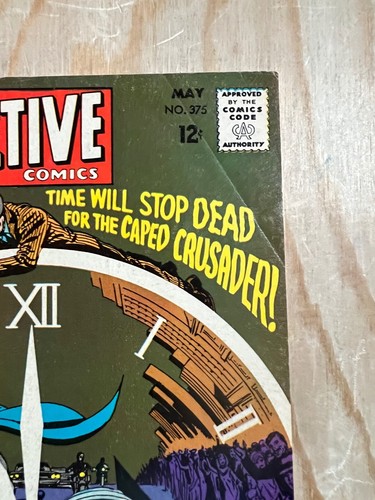 MAY
NO. 375
12¢
APPROVED
BY THE
COMICS
CODE
CA
AUTHORITY
CTIVE
COMICS
TIME WILL STOP DEAD
FOR THE CAPED CRUSADER!
XII
I
II